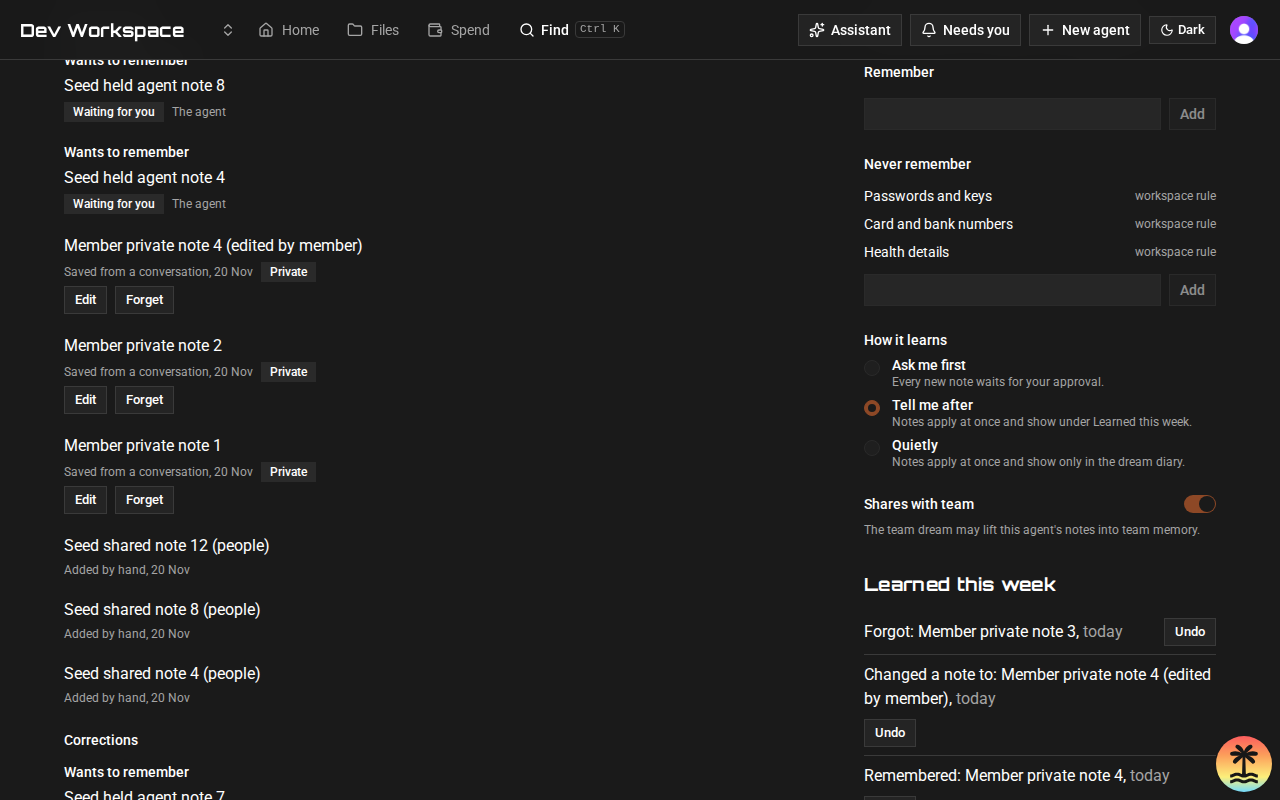 Dev Workspace
Home
Files
Spend
Find
Ctrl K
Assistant
Needs you
New agent
Dark
Wants to remember
Seed held agent note 8
Waiting for you
The agent
Wants to remember
Seed held agent note 4
Waiting for you
The agent
Member private note 4 (edited by member)
Saved from a conversation, 20 Nov
Private
Edit
Forget
Member private note 2
Saved from a conversation, 20 Nov
Private
Edit
Forget
Member private note 1
Saved from a conversation, 20 Nov
Private
Edit
Forget
Seed shared note 12 (people)
Added by hand, 20 Nov
Seed shared note 8 (people)
Added by hand, 20 Nov
Seed shared note 4 (people)
Added by hand, 20 Nov
Corrections
Wants to remember
Seed held agent note 7
Remember
Add
Never remember
Passwords and keys
workspace rule
Card and bank numbers
workspace rule
Health details
workspace rule
Add
How it learns
Ask me first
Every new note waits for your approval.
Tell me after
Notes apply at once and show under Learned this week.
Quietly
Notes apply at once and show only in the dream diary.
Shares with team
The team dream may lift this agent's notes into team memory.
Learned this week
Forgot: Member private note 3, today
Undo
Changed a note to: Member private note 4 (edited
by member), today
Undo
Remembered: Member private note 4, today